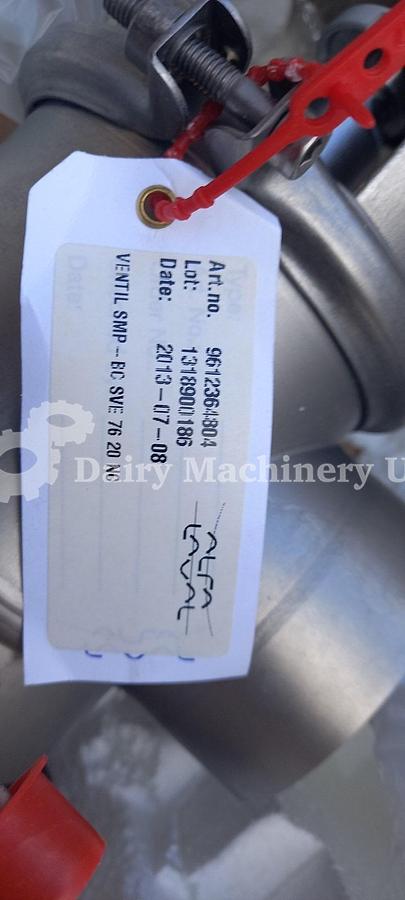 Art.no. 9612364804
Lot: 1318900186
Date: 2013-07-08
VENTIL SMP - BC SVE 76 20 NC
ALFA
LAVAL
Dairy Machinery U